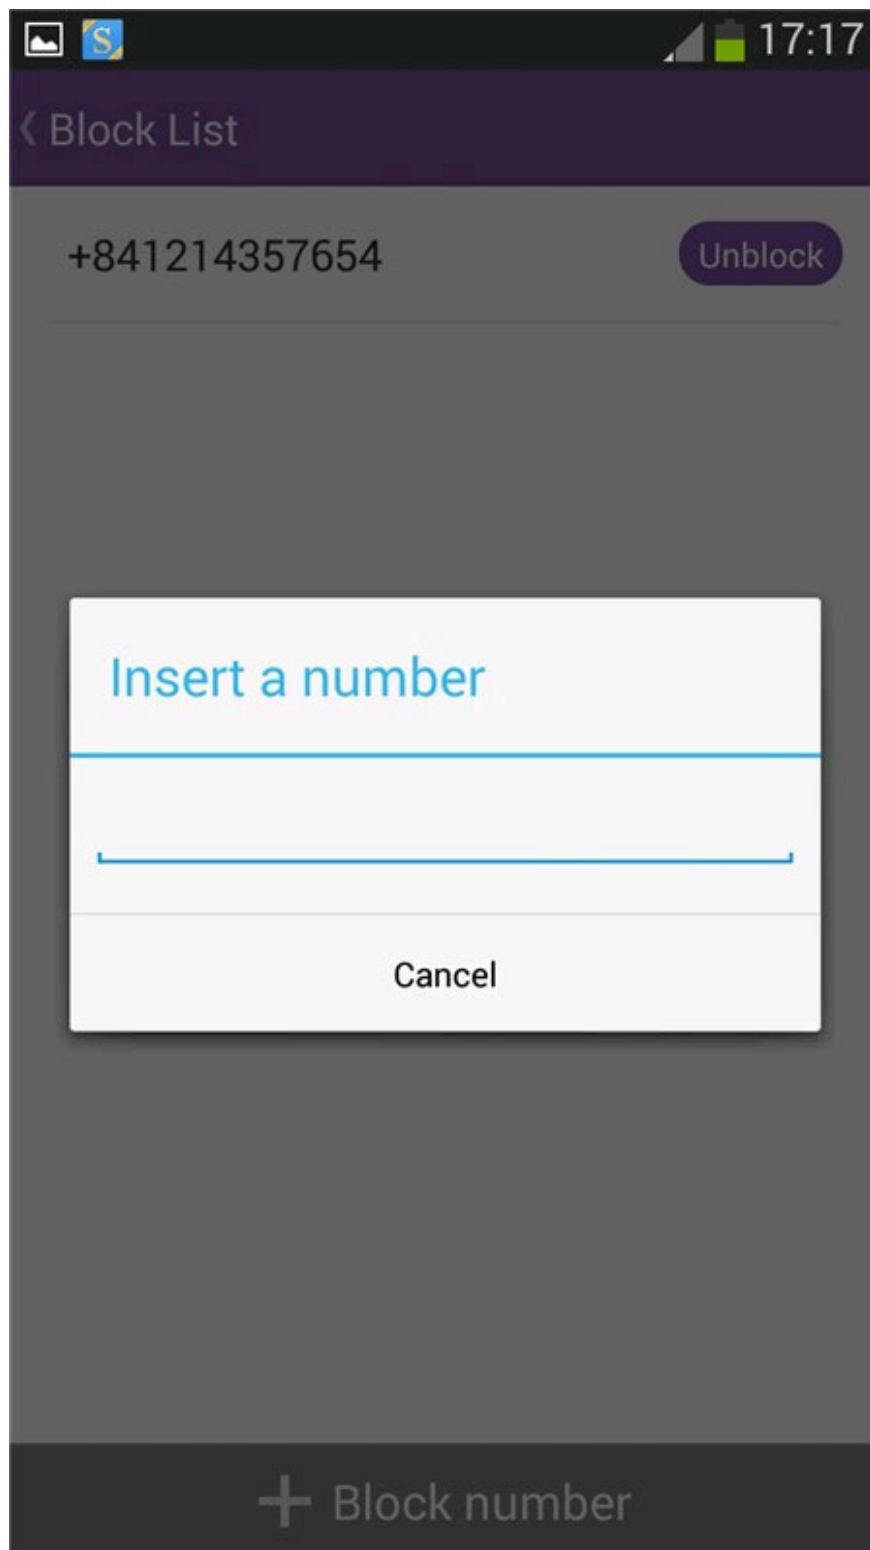 S 17:17
Block List
+841214357654 Unblock
Insert a number
Cancel
+ Block number